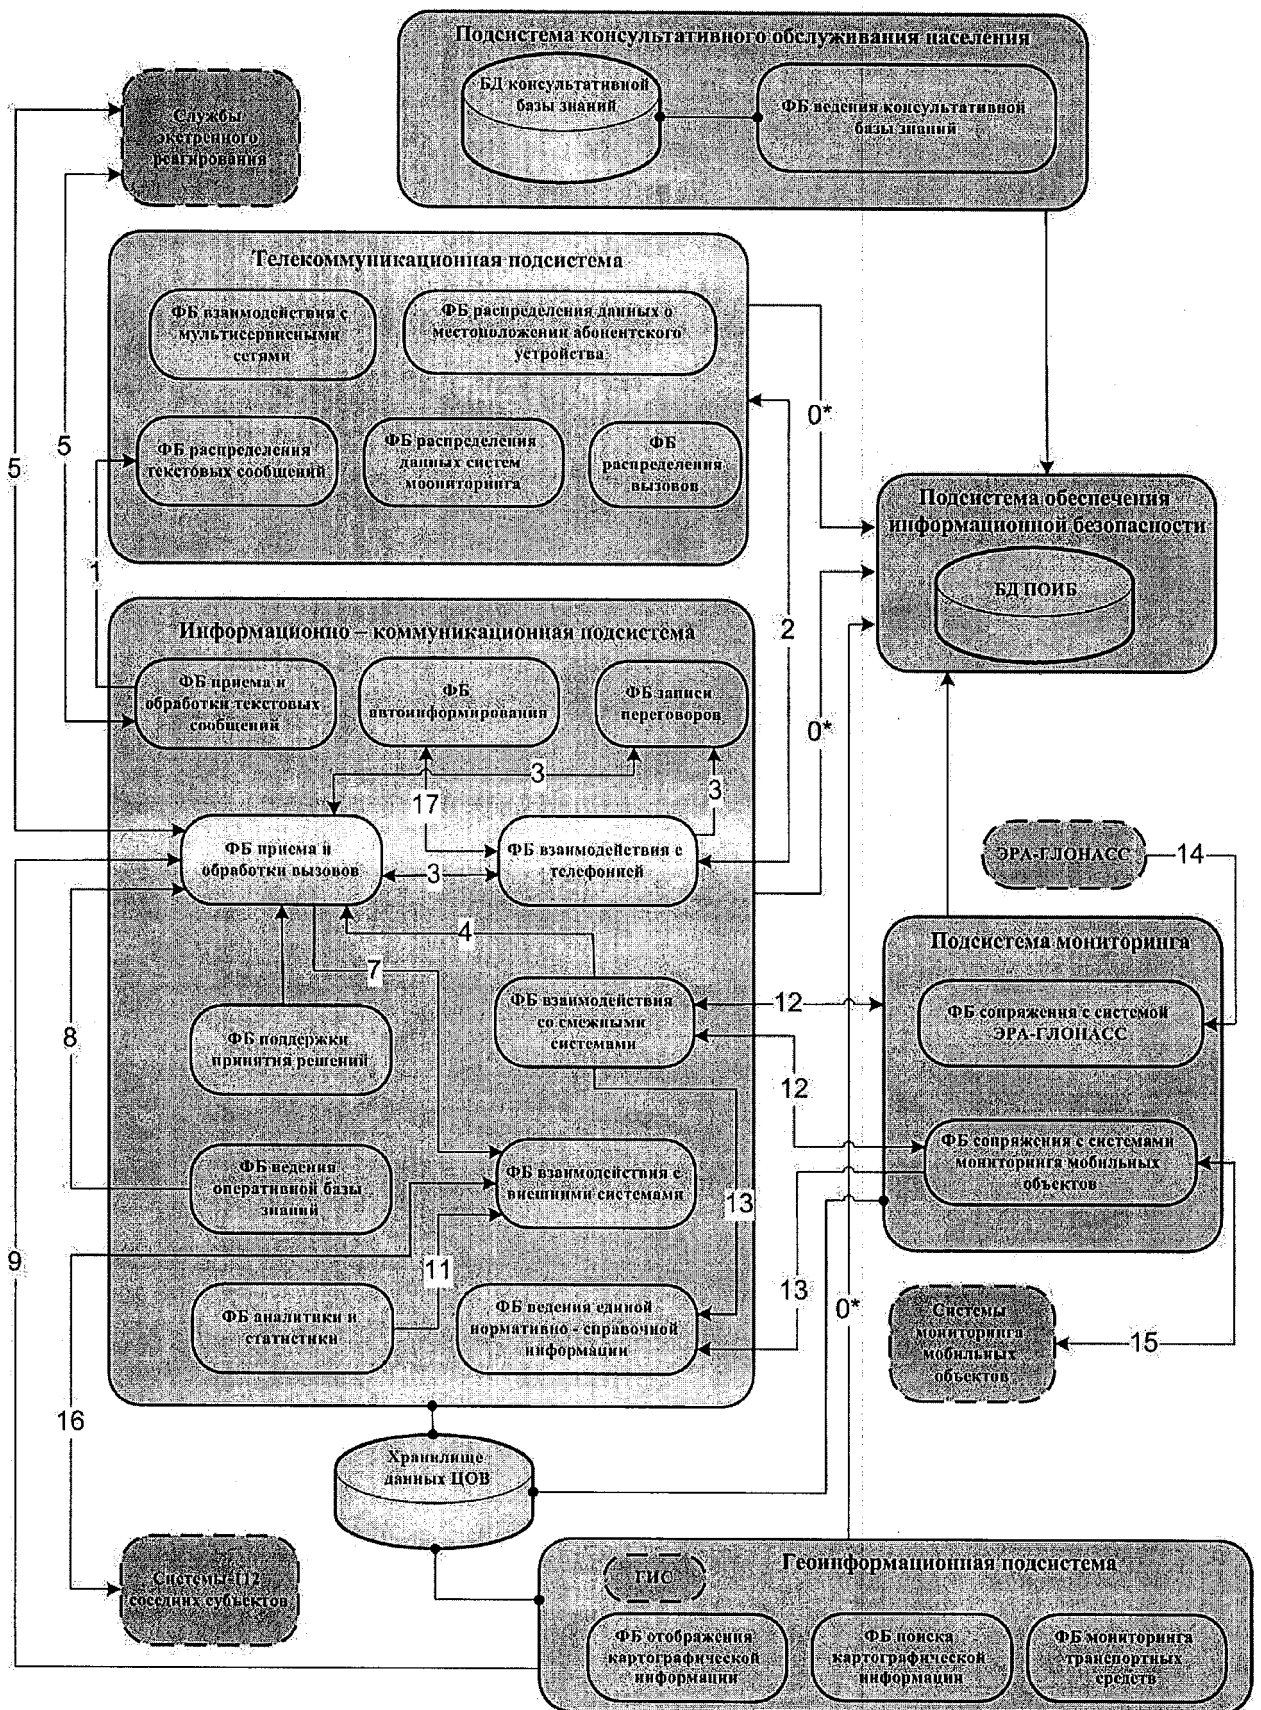 Подсистема консультативного обслуживания населения
БД консультативной
базы знаний
ФБ ведения консультативной
базы знаний
Службы
экстренного
реагирования
Телекоммуникационная подсистема
ФБ взаимодействия с
мультисервисными
сетями
ФБ распределения данных о
местоположении абонентского
устройства
ФБ распределения
текстовых сообщений
ФБ распределения
данных систем
моониторинга
ФБ
распределения
вызовов
0*
5
5
1
2
Подсистема обеспечения
информационной безопасности
БД ПОИБ
Информационно – коммуникационная подсистема
ФБ приема и
обработки текстовых
сообщений
ФБ
автоинформирования
ФБ записи
переговоров
0*
3
17
3
ФБ приема и
обработки вызовов
3
ФБ взаимодействия с
телефонией
ЭРА-ГЛОНАСС
14
4
7
Подсистема мониторинга
ФБ взаимодействия
со смежными
системами
12
ФБ сопряжения с системой
ЭРА-ГЛОНАСС
8
ФБ поддержки
принятия решений
12
ФБ сопряжения с системами
мониторинга мобильных
объектов
ФБ ведения
оперативной базы
знаний
ФБ взаимодействия с
внешними системами
13
9
11
13
0*
ФБ аналитики и
статистики
ФБ ведения единой
нормативно - справочной
информации
Системы
мониторинга
мобильных
объектов
15
16
Хранилище
данных ЦОВ
Системы-112
соседних субъектов
Геоинформационная подсистема
ГИС
ФБ отображения
картографической
информации
ФБ поиска
картографической
информации
ФБ мониторинга
транспортных
средств